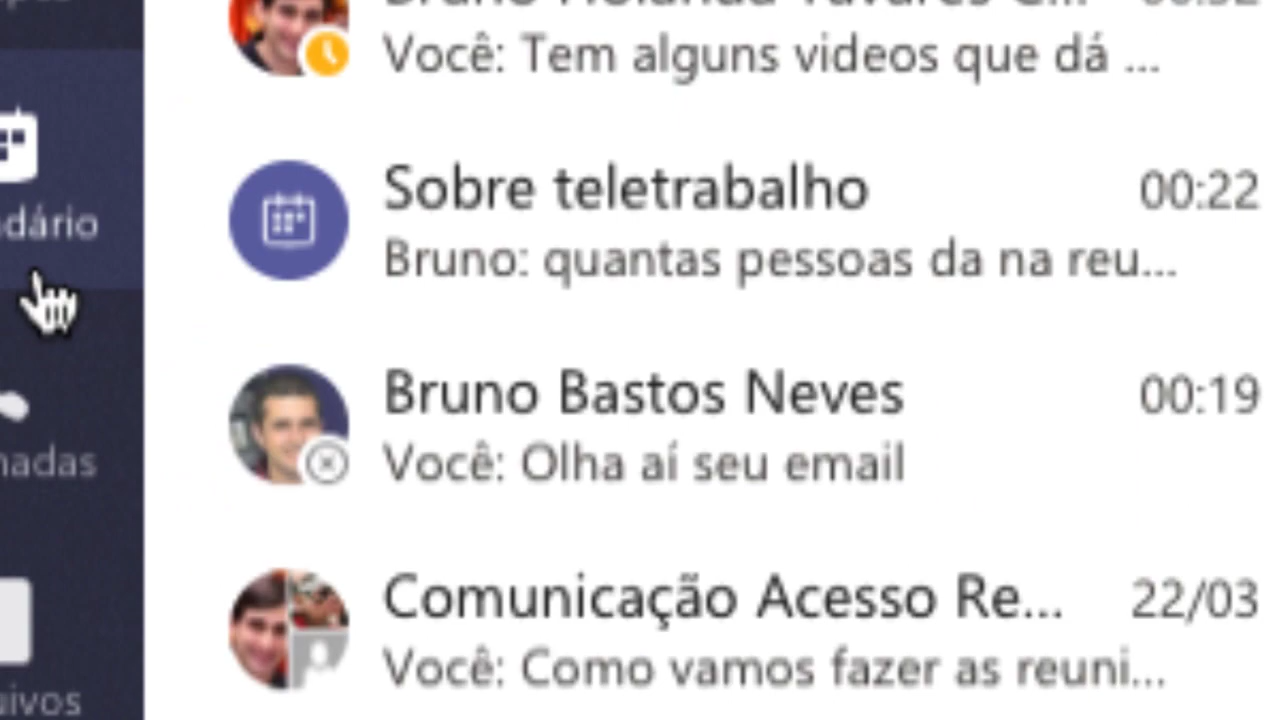 Você: Tem alguns videos que dá ...
Sobre teletrabalho 00:22
Bruno: quantas pessoas da na reu...
Bruno Bastos Neves 00:19
Você: Olha aí seu email
Comunicação Acesso Re... 22/03
Você: Como vamos fazer as reuni...
dário
adas
uivos